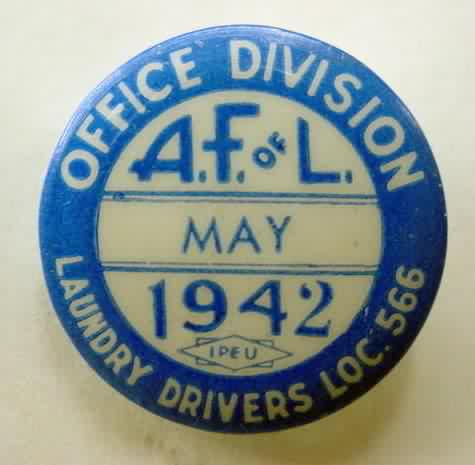 OFFICE DIVISION
A.F. OF L.
MAY
1942
IPEU
LAUNDRY DRIVERS LOC. 566